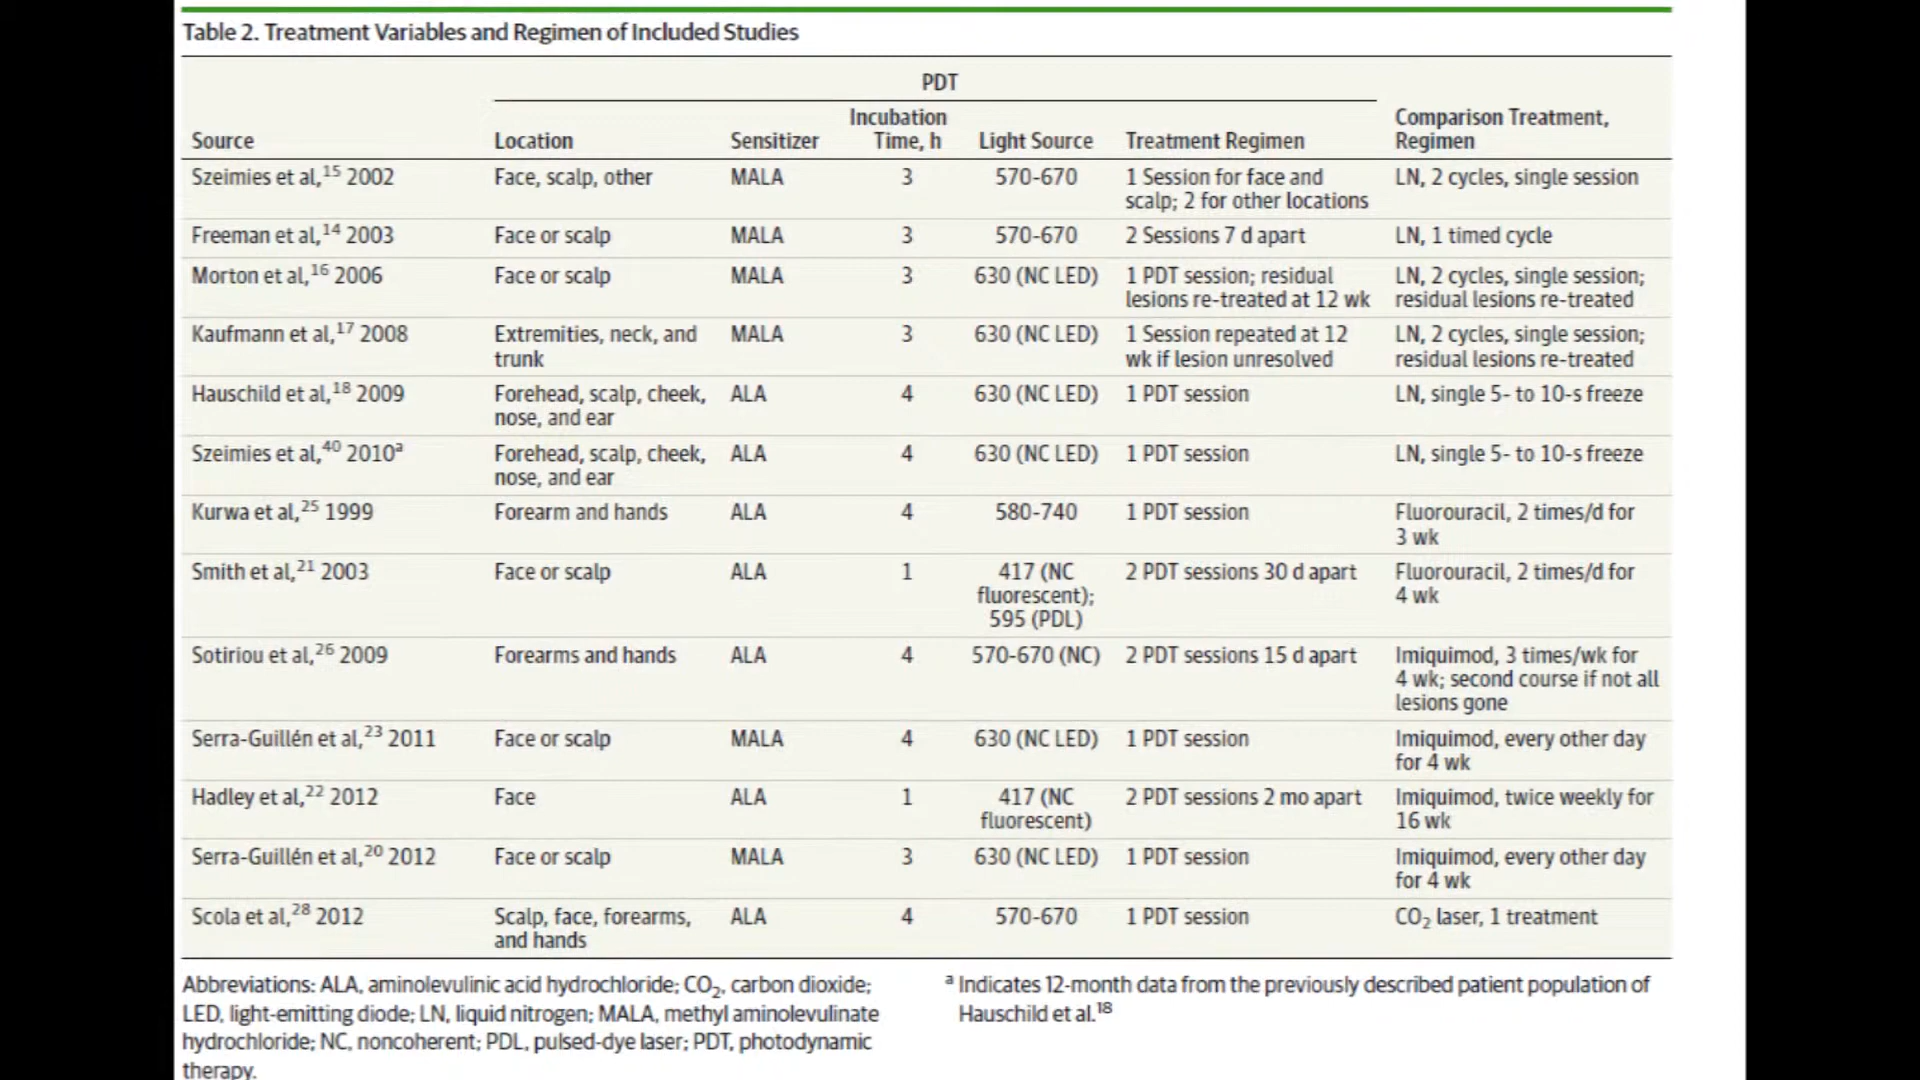 Table 2. Treatment Variables and Regimen of Included Studies
PDT
Source Location Sensitizer Incubation Time, h Light Source Treatment Regimen Comparison Treatment, Regimen
Szeimies et al,15 2002 Face, scalp, other MALA 3 570-670 1 Session for face and scalp; 2 for other locations LN, 2 cycles, single session
Freeman et al,14 2003 Face or scalp MALA 3 570-670 2 Sessions 7 d apart LN, 1 timed cycle
Morton et al,16 2006 Face or scalp MALA 3 630 (NC LED) 1 PDT session; residual lesions re-treated at 12 wk LN, 2 cycles, single session; residual lesions re-treated
Kaufmann et al,17 2008 Extremities, neck, and trunk MALA 3 630 (NC LED) 1 Session repeated at 12 wk if lesion unresolved LN, 2 cycles, single session; residual lesions re-treated
Hauschild et al,18 2009 Forehead, scalp, cheek, nose, and ear ALA 4 630 (NC LED) 1 PDT session LN, single 5- to 10-s freeze
Szeimies et al,40 2010a Forehead, scalp, cheek, nose, and ear ALA 4 630 (NC LED) 1 PDT session LN, single 5- to 10-s freeze
Kurwa et al,25 1999 Forearm and hands ALA 4 580-740 1 PDT session Fluorouracil, 2 times/d for 3 wk
Smith et al,21 2003 Face or scalp ALA 1 417 (NC fluorescent); 595 (PDL) 2 PDT sessions 30 d apart Fluorouracil, 2 times/d for 4 wk
Sotiriou et al,26 2009 Forearms and hands ALA 4 570-670 (NC) 2 PDT sessions 15 d apart Imiquimod, 3 times/wk for 4 wk; second course if not all lesions gone
Serra-Guillén et al,23 2011 Face or scalp MALA 4 630 (NC LED) 1 PDT session Imiquimod, every other day for 4 wk
Hadley et al,22 2012 Face ALA 1 417 (NC fluorescent) 2 PDT sessions 2 mo apart Imiquimod, twice weekly for 16 wk
Serra-Guillén et al,20 2012 Face or scalp MALA 3 630 (NC LED) 1 PDT session Imiquimod, every other day for 4 wk
Scola et al,28 2012 Scalp, face, forearms, and hands ALA 4 570-670 1 PDT session CO2 laser, 1 treatment
Abbreviations: ALA, aminolevulinic acid hydrochloride; CO2, carbon dioxide;
LED, light-emitting diode; LN, liquid nitrogen; MALA, methyl aminolevulinate
hydrochloride; NC, noncoherent; PDL, pulsed-dye laser; PDT, photodynamic
therapy.
a Indicates 12-month data from the previously described patient population of
Hauschild et al.18